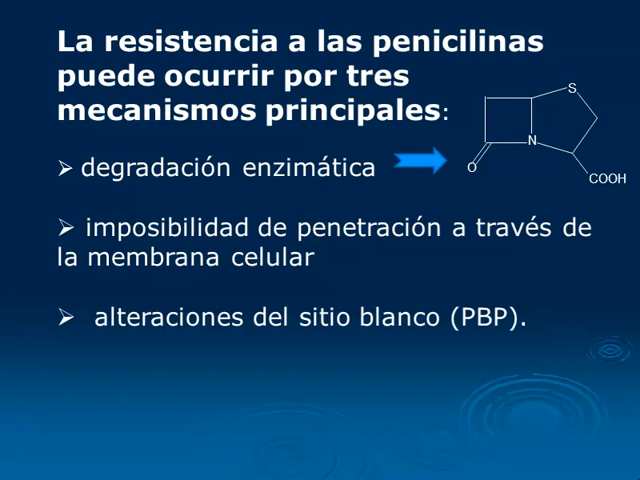 La resistencia a las penicilinas
puede ocurrir por tres
mecanismos principales:
➢ degradación enzimática
➢ imposibilidad de penetración a través de
la membrana celular
➢ alteraciones del sitio blanco (PBP).
S
N
O
COOH